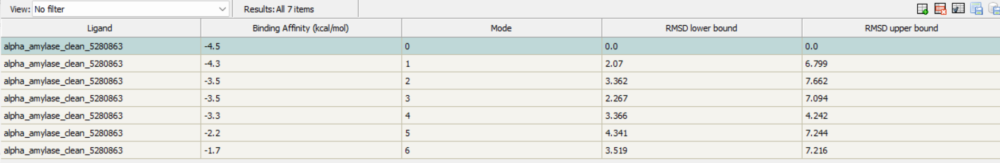 View: No filter Results: All 7 items
Ligand Binding Affinity (kcal/mol) Mode RMSD lower bound RMSD upper bound
alpha_amylase_clean_5280863 -4.5 0 0.0 0.0
alpha_amylase_clean_5280863 -4.3 1 2.07 6.799
alpha_amylase_clean_5280863 -3.5 2 3.362 7.662
alpha_amylase_clean_5280863 -3.5 3 2.267 7.094
alpha_amylase_clean_5280863 -3.3 4 3.366 4.242
alpha_amylase_clean_5280863 -2.2 5 4.341 7.244
alpha_amylase_clean_5280863 -1.7 6 3.519 7.216